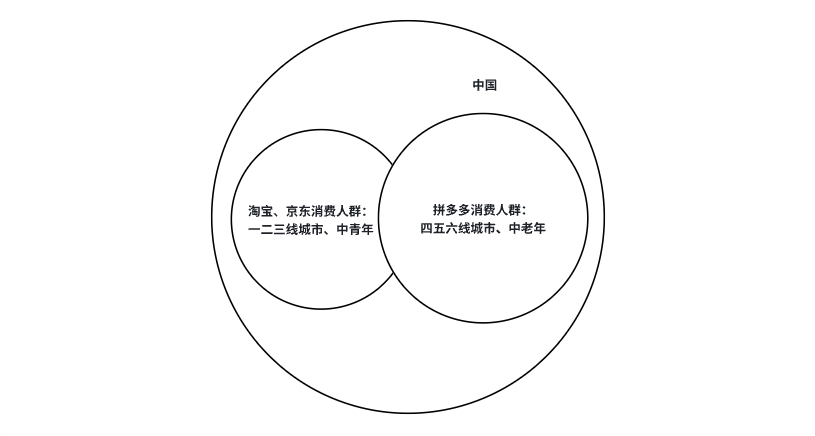 中国
淘宝、京东消费人群：
一二三线城市、中青年
拼多多消费人群：
四五六线城市、中老年